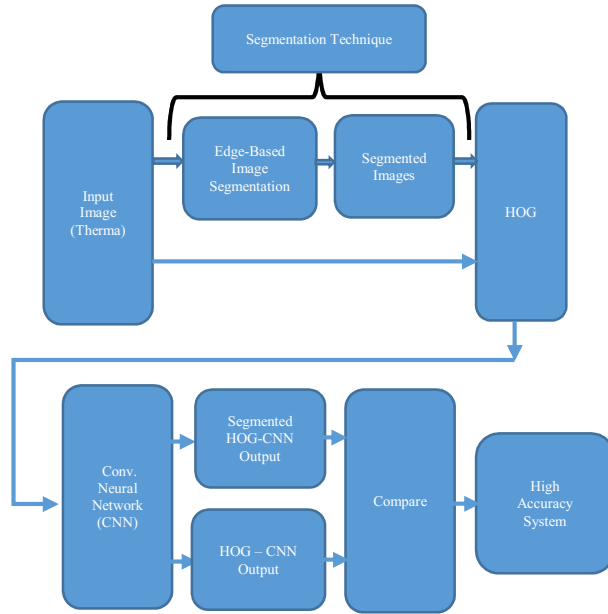 Segmentation Technique
Edge-Based
Image
Segmentation
Segmented
Images
Input
Image
(Therma)
HOG
Segmented
HOG-CNN
Output
Conv.
Neural
Network
(CNN)
Compare
High
Accuracy
System
HOG – CNN
Output